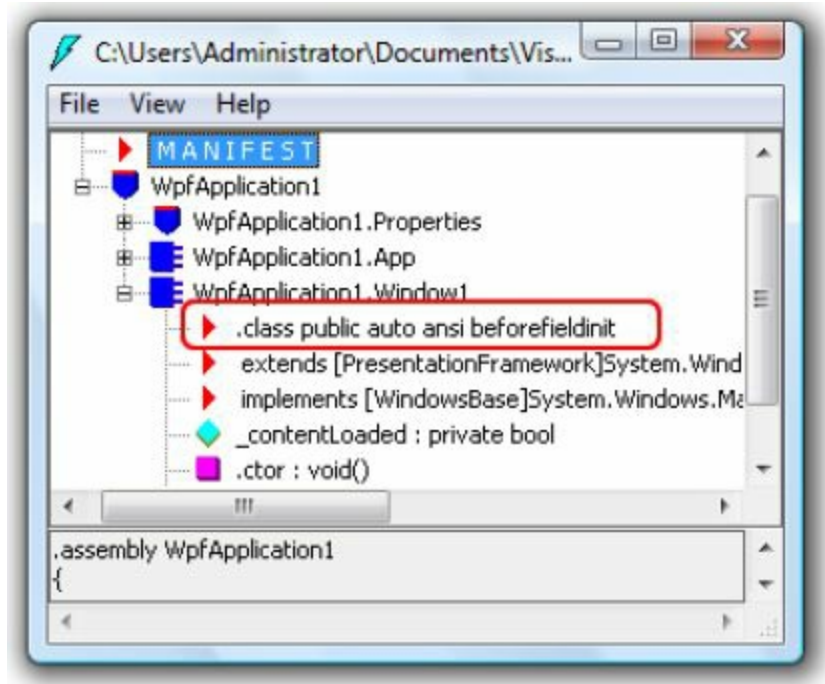 C:\Users\Administrator\Documents\Vis...
File View Help
M A N I F E S T
WpfApplication1
WpfApplication1.Properties
WpfApplication1.App
WpfApplication1.Window1
.class public auto ansi beforefieldinit
extends [PresentationFramework]System.Wind
implements [WindowsBase]System.Windows.Ma
_contentLoaded : private bool
.ctor : void()
.assembly WpfApplication1
{